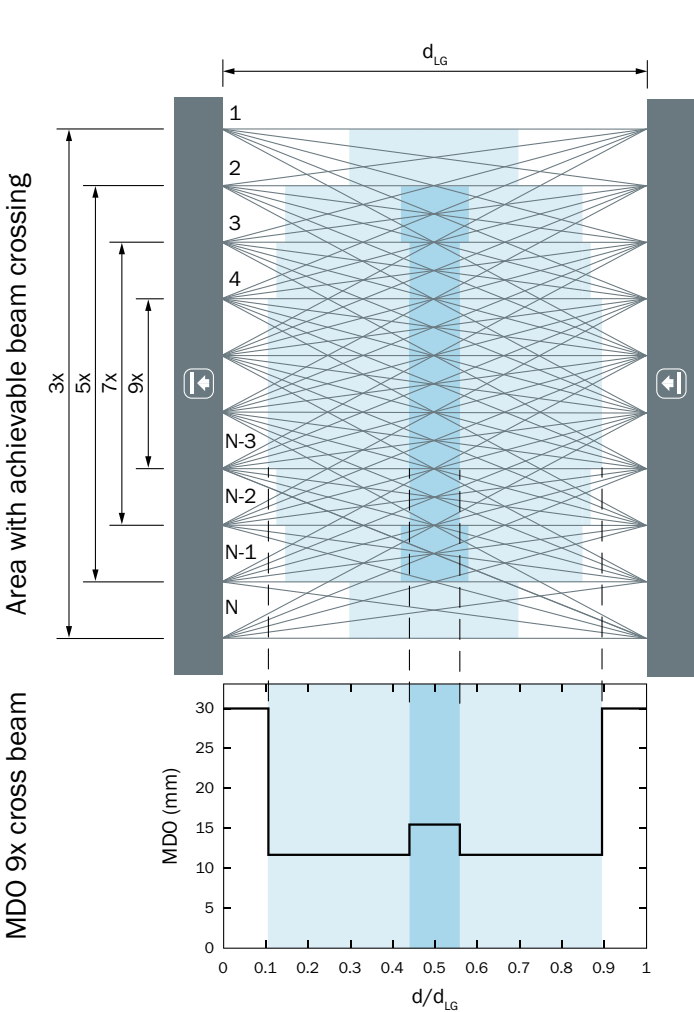 d_LG
1
2
3
4
N-3
N-2
N-1
N
3x
5x
7x
9x
Area with achievable beam crossing
MDO 9x cross beam
MDO (mm)
30
25
20
15
10
5
0
0 0.1 0.2 0.3 0.4 0.5 0.6 0.7 0.8 0.9 1
d/d_LG